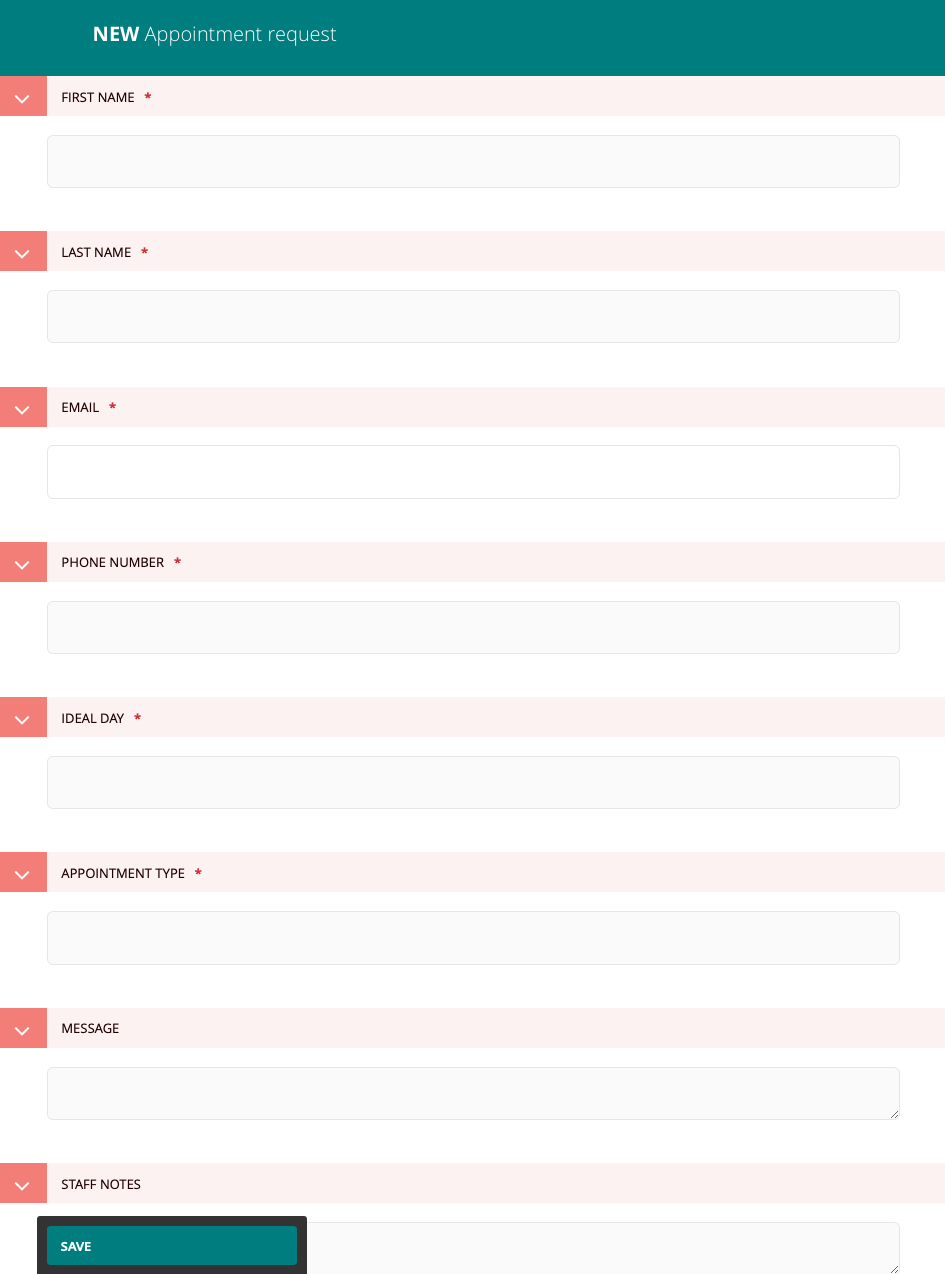 NEW Appointment request
FIRST NAME *
LAST NAME *
EMAIL *
PHONE NUMBER *
IDEAL DAY *
APPOINTMENT TYPE *
MESSAGE
STAFF NOTES
SAVE